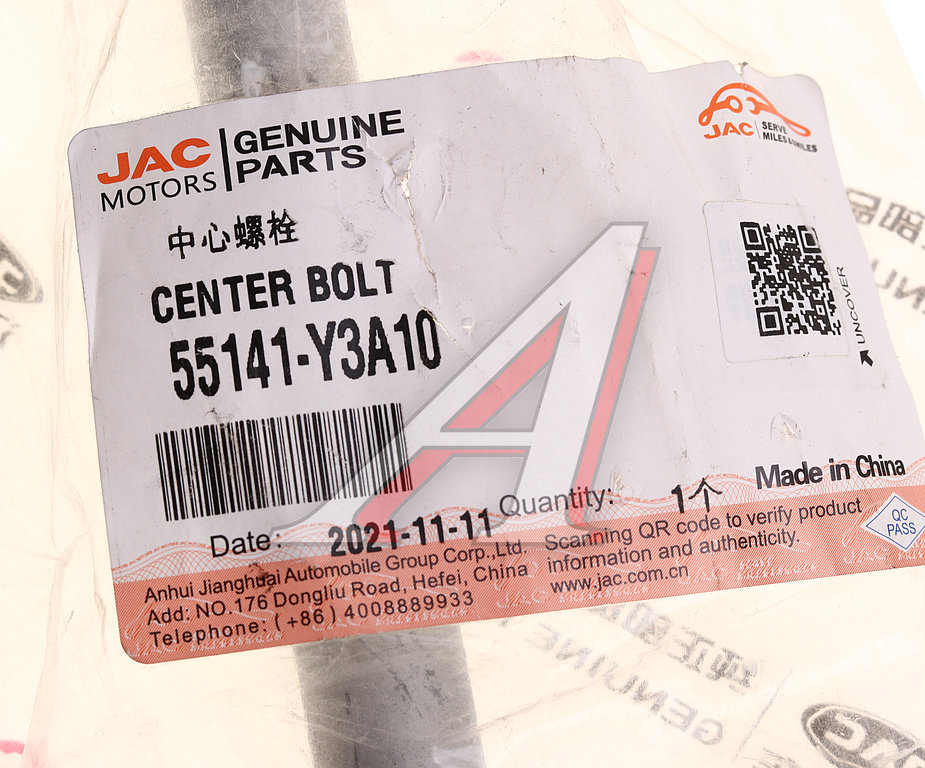 JAC MOTORS
GENUINE PARTS
JAC
SERVE
MILES & SMILES
中心螺栓
CENTER BOLT
55141-Y3A10
UNCOVER
Date: 2021-11-11
Quantity: 1个
Made in China
QC PASS
Anhui Jianghuai Automobile Group Corp.,Ltd.
Add: NO.176 Dongliu Road, Hefei, China
Telephone: (+86) 4008889933
Scanning QR code to verify product
information and authenticity.
www.jac.com.cn
GENUINE